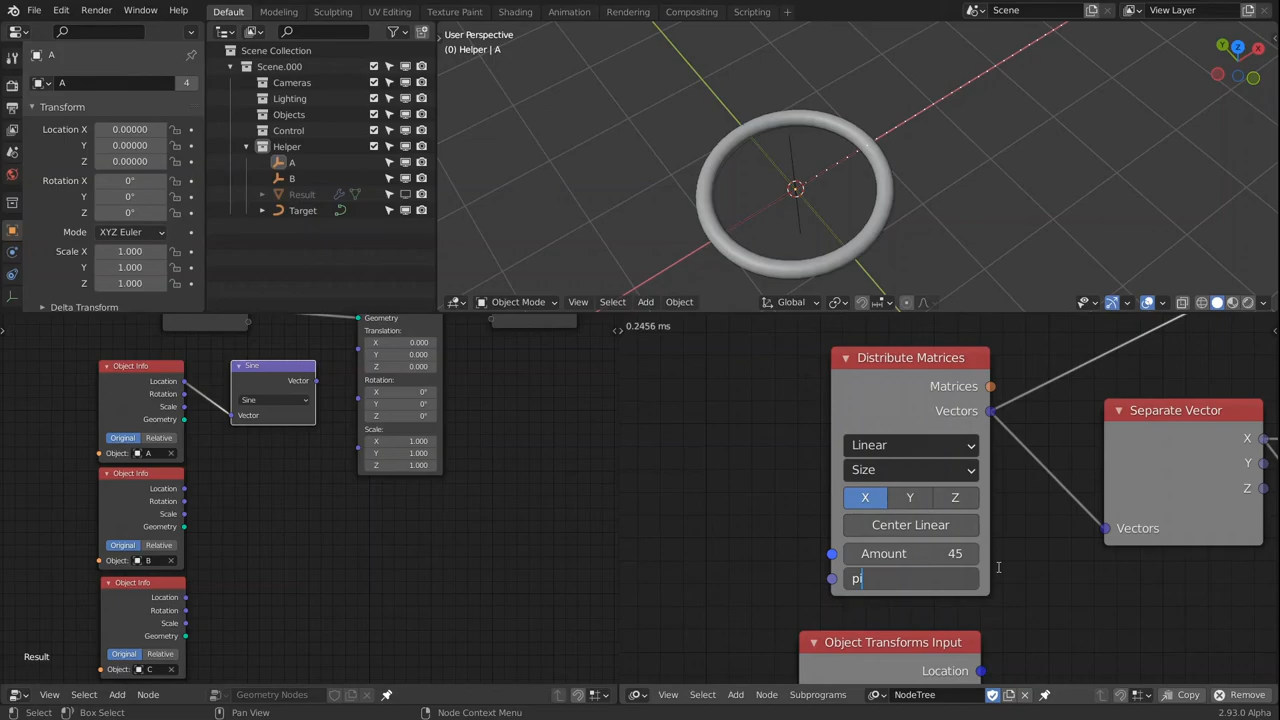 File Edit Render Window Help Default Modeling Sculpting UV Editing Texture Paint Shading Animation Rendering Compositing Scripting + Scene View Layer
A
A 4
Transform
Location X 0.00000
Y 0.00000
Z 0.00000
Rotation X 0°
Y 0°
Z 0°
Mode XYZ Euler
Scale X 1.000
Y 1.000
Z 1.000
Delta Transform
Scene Collection
Scene.000
Cameras
Lighting
Objects
Control
Helper
A
B
Result
Target
User Perspective
(0) Helper | A
Y Z X
Object Mode View Select Add Object Global
Object Info
Location
Rotation
Scale
Geometry
Original Relative
Object: A
Object Info
Location
Rotation
Scale
Geometry
Original Relative
Object: B
Object Info
Location
Rotation
Scale
Geometry
Original Relative
Object: C
Sine
Vector
Sine
Vector
Geometry
Translation:
X 0.000
Y 0.000
Z 0.000
Rotation:
X 0°
Y 0°
Z 0°
Scale:
X 1.000
Y 1.000
Z 1.000
Result
0.2456 ms
Distribute Matrices
Matrices
Vectors
Linear
Size
X Y Z
Center Linear
Amount 45
pi
Separate Vector
X
Y
Z
Vectors
Object Transforms Input
Location
View Select Add Node Geometry Nodes
View Select Add Node Subprograms NodeTree Copy Remove
Select Box Select Pan View Node Context Menu 2.93.0 Alpha